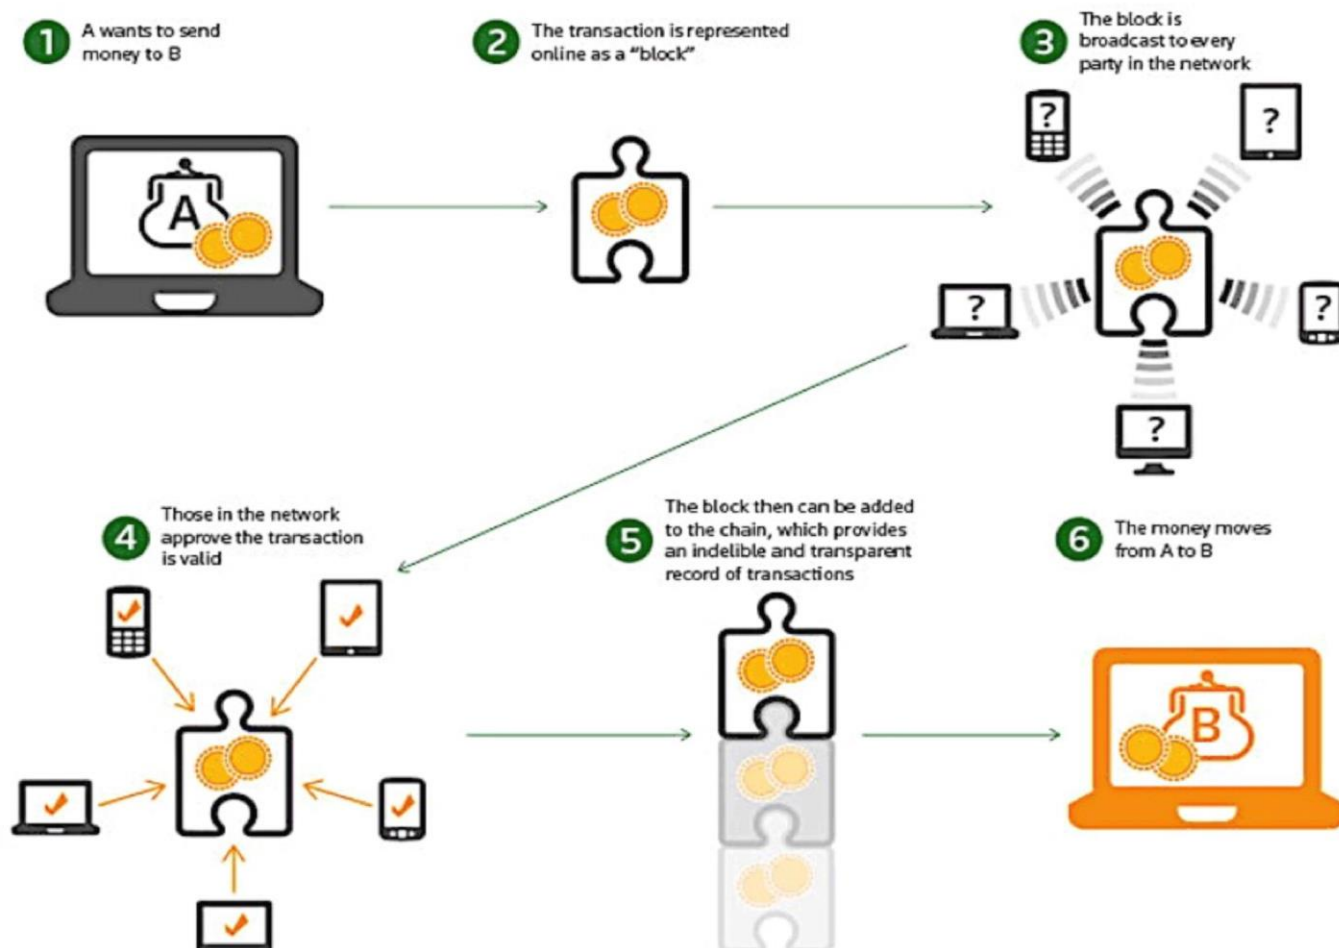 1 A wants to send
money to B
2 The transaction is represented
online as a “block”
3 The block is
broadcast to every
party in the network
? ?
A
? ?
?
4 Those in the network
approve the transaction
is valid
5 The block then can be added
to the chain, which provides
an indelible and transparent
record of transactions
6 The money moves
from A to B
B